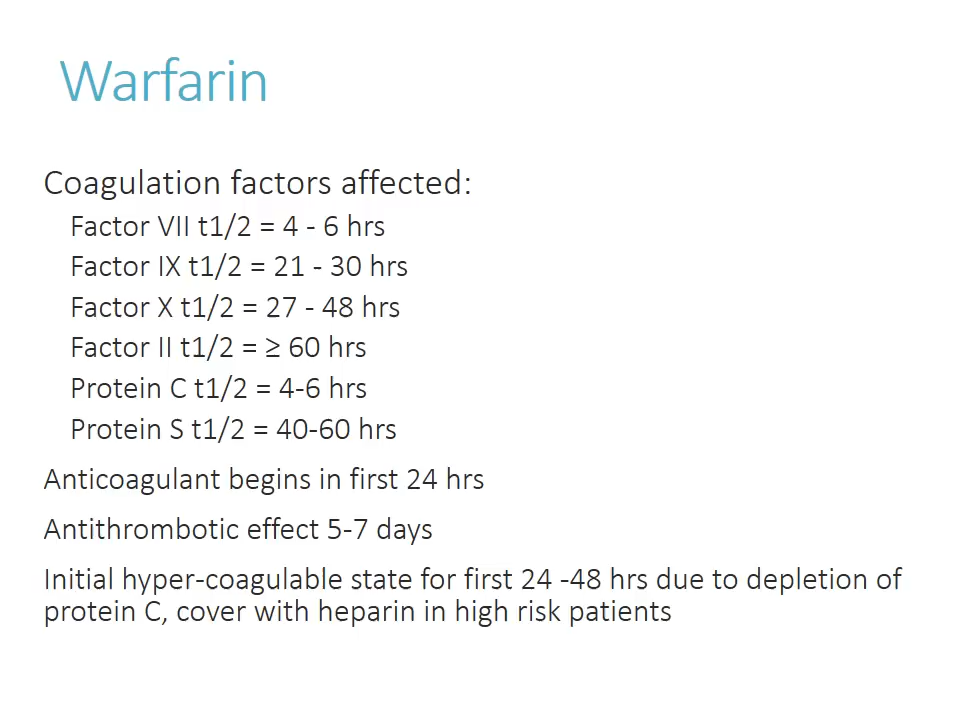 Warfarin
Coagulation factors affected:
Factor VII t1/2 = 4 - 6 hrs
Factor IX t1/2 = 21 - 30 hrs
Factor X t1/2 = 27 - 48 hrs
Factor II t1/2 = ≥ 60 hrs
Protein C t1/2 = 4-6 hrs
Protein S t1/2 = 40-60 hrs
Anticoagulant begins in first 24 hrs
Antithrombotic effect 5-7 days
Initial hyper-coagulable state for first 24 -48 hrs due to depletion of
protein C, cover with heparin in high risk patients